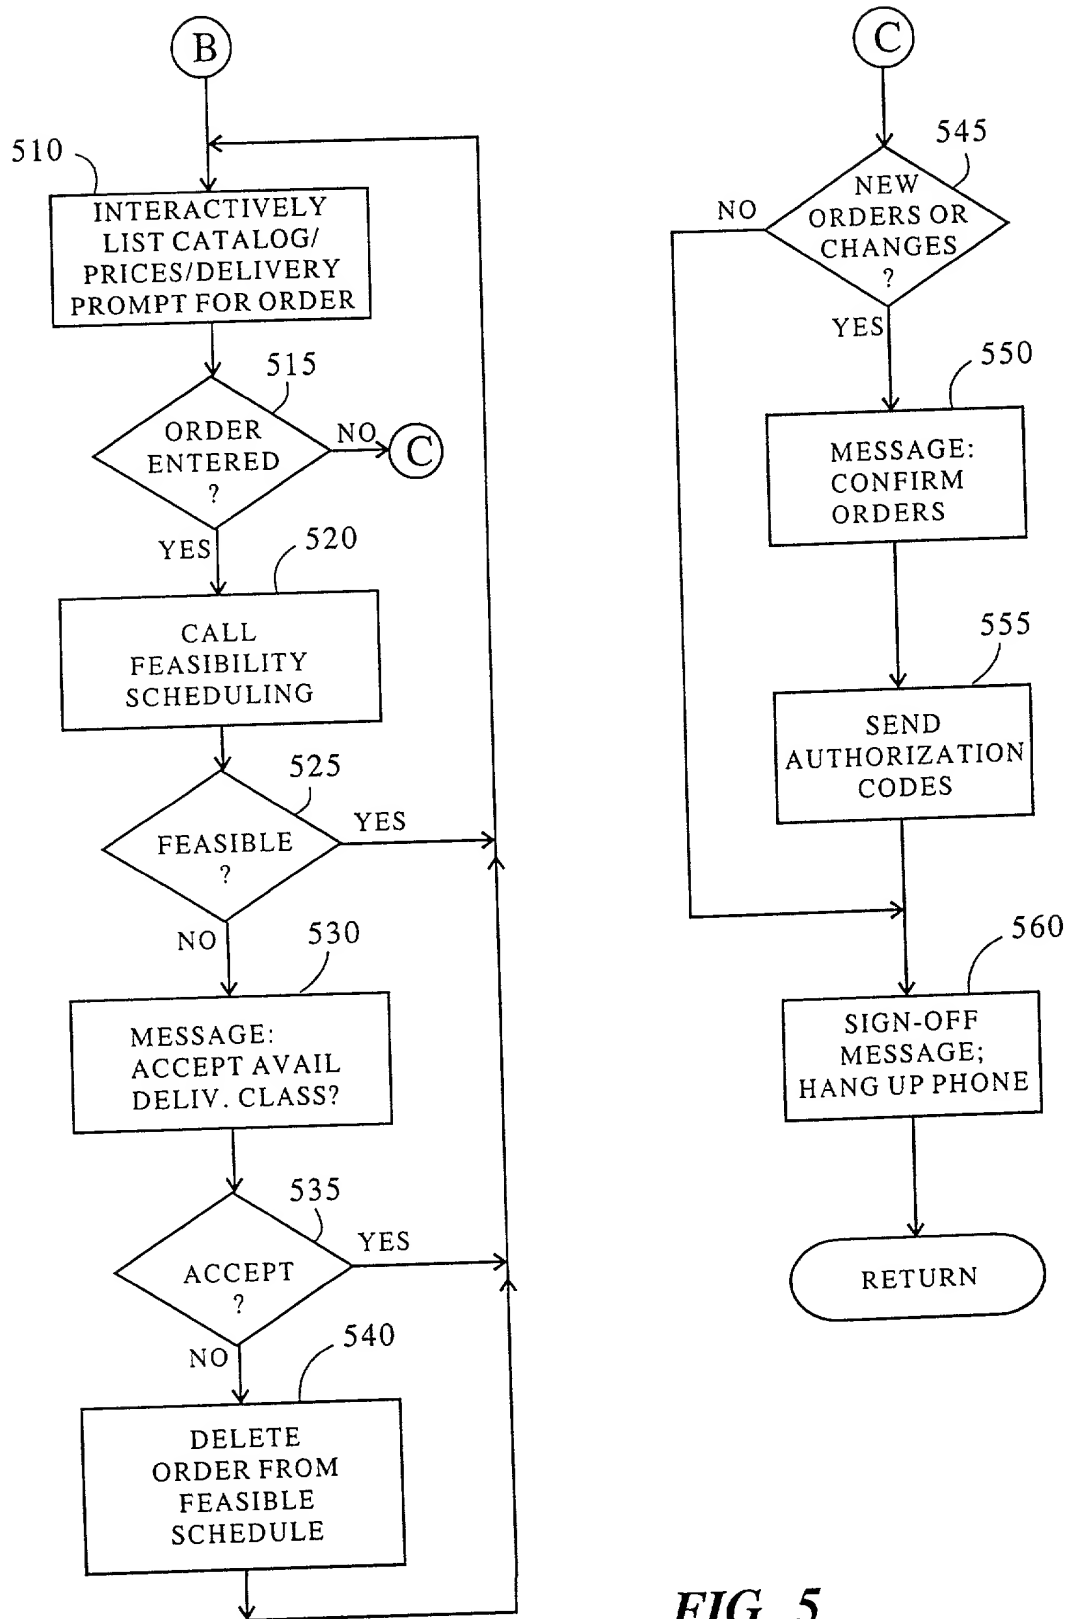 B
510
INTERACTIVELY
LIST CATALOG/
PRICES/DELIVERY
PROMPT FOR ORDER
515
ORDER
ENTERED
?
NO
C
YES
520
CALL
FEASIBILITY
SCHEDULING
525
FEASIBLE
?
YES
NO
530
MESSAGE:
ACCEPT AVAIL
DELIV. CLASS?
535
ACCEPT
?
YES
NO
540
DELETE
ORDER FROM
FEASIBLE
SCHEDULE
C
545
NEW
ORDERS OR
CHANGES
?
NO
YES
550
MESSAGE:
CONFIRM
ORDERS
555
SEND
AUTHORIZATION
CODES
560
SIGN-OFF
MESSAGE;
HANG UP PHONE
RETURN
FIG. 5